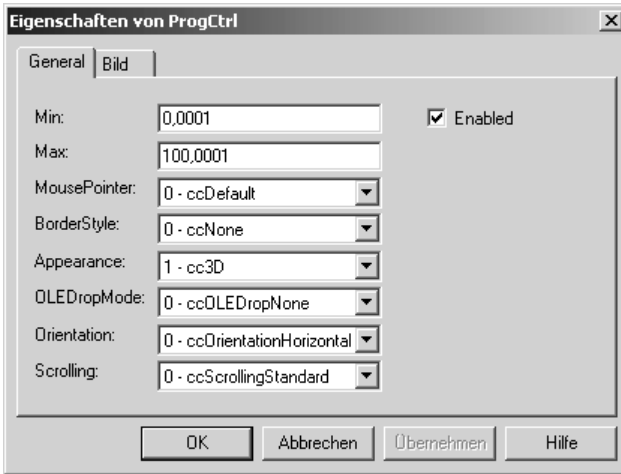 Eigenschaften von ProgCtrl
General Bild
Min: 0,0001 Enabled
Max: 100,0001
MousePointer: 0 - ccDefault
BorderStyle: 0 - ccNone
Appearance: 1 - cc3D
OLEDropMode: 0 - ccOLEDropNone
Orientation: 0 - ccOrientationHorizontal
Scrolling: 0 - ccScrollingStandard
OK Abbrechen Übernehmen Hilfe